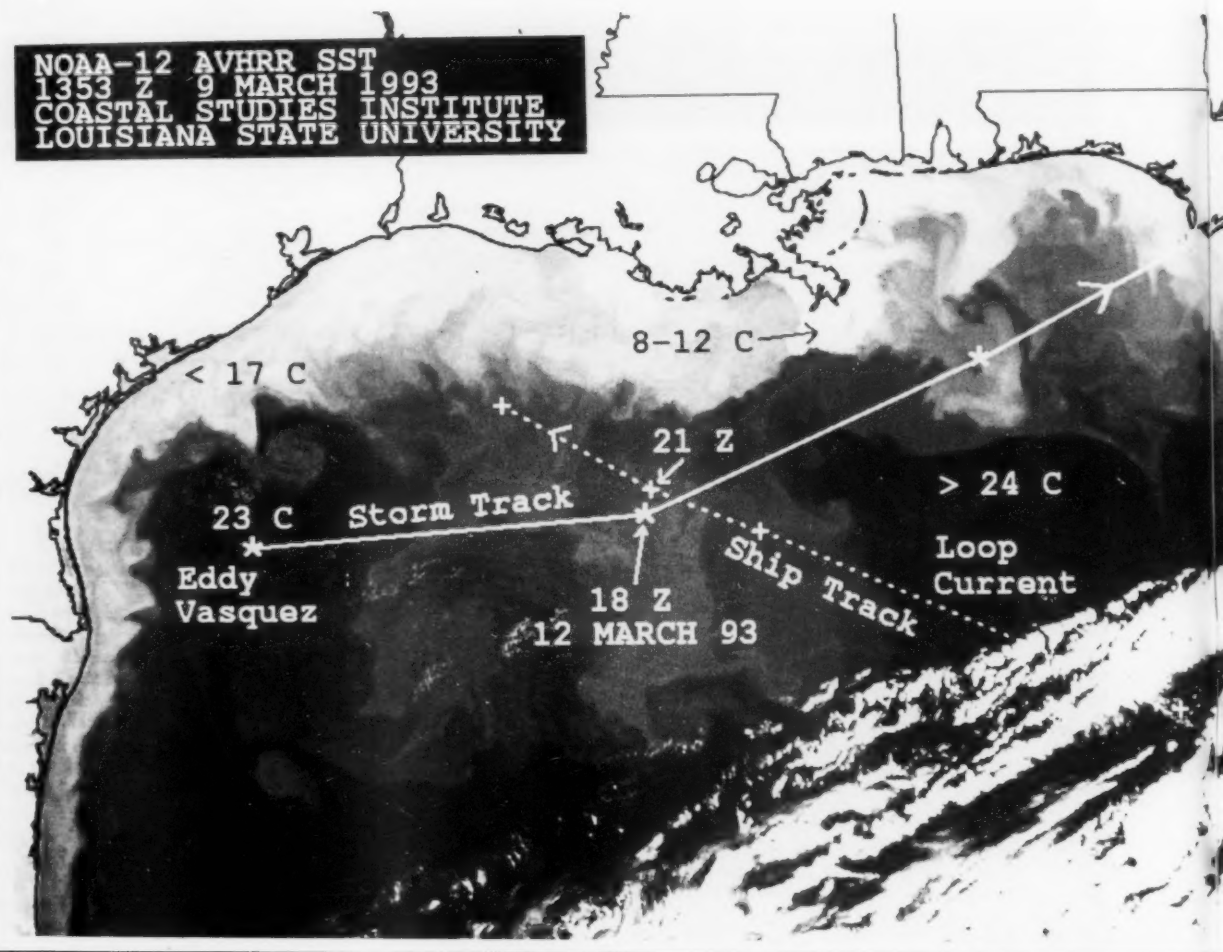 NOAA-12 AVHRR SST
1353 Z 9 MARCH 1993
COASTAL STUDIES INSTITUTE
LOUISIANA STATE UNIVERSITY
8-12 C
< 17 C
21 Z
> 24 C
23 C
Storm Track
Ship Track
Loop
Current
Eddy
Vasquez
18 Z
12 MARCH 93